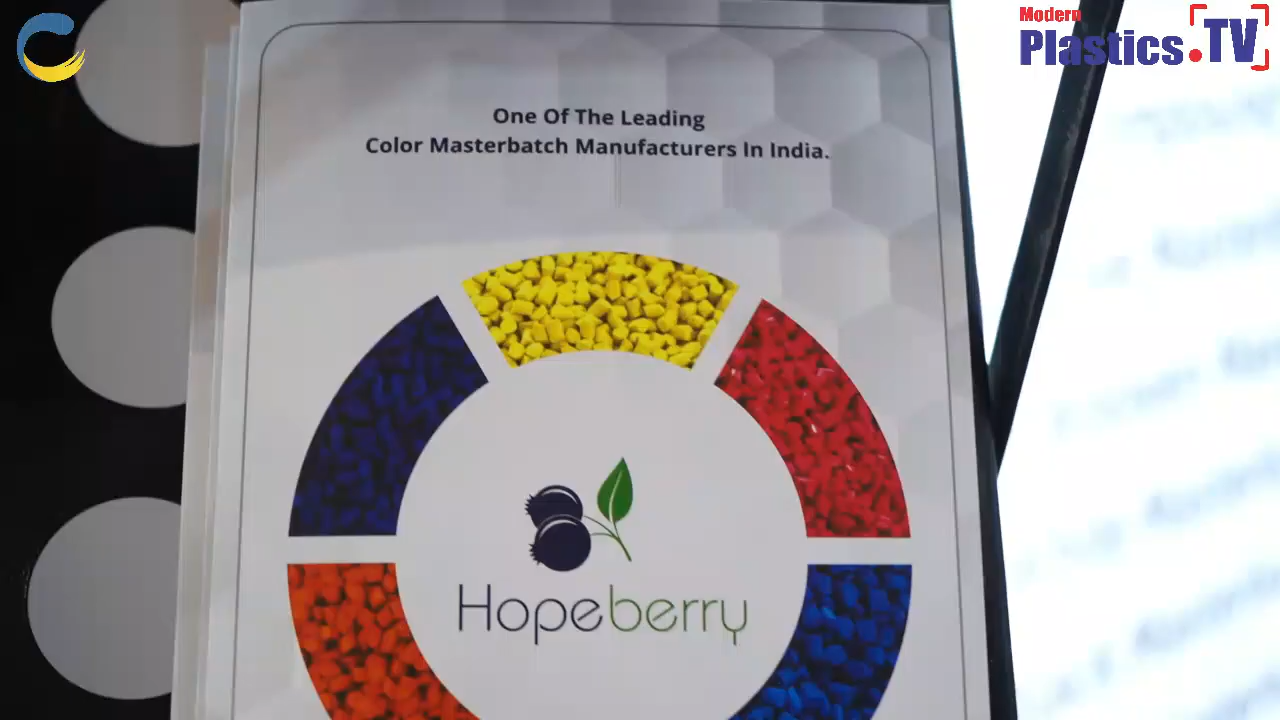 Modern
Plastics.TV
One Of The Leading
Color Masterbatch Manufacturers In India.
Hopeberry